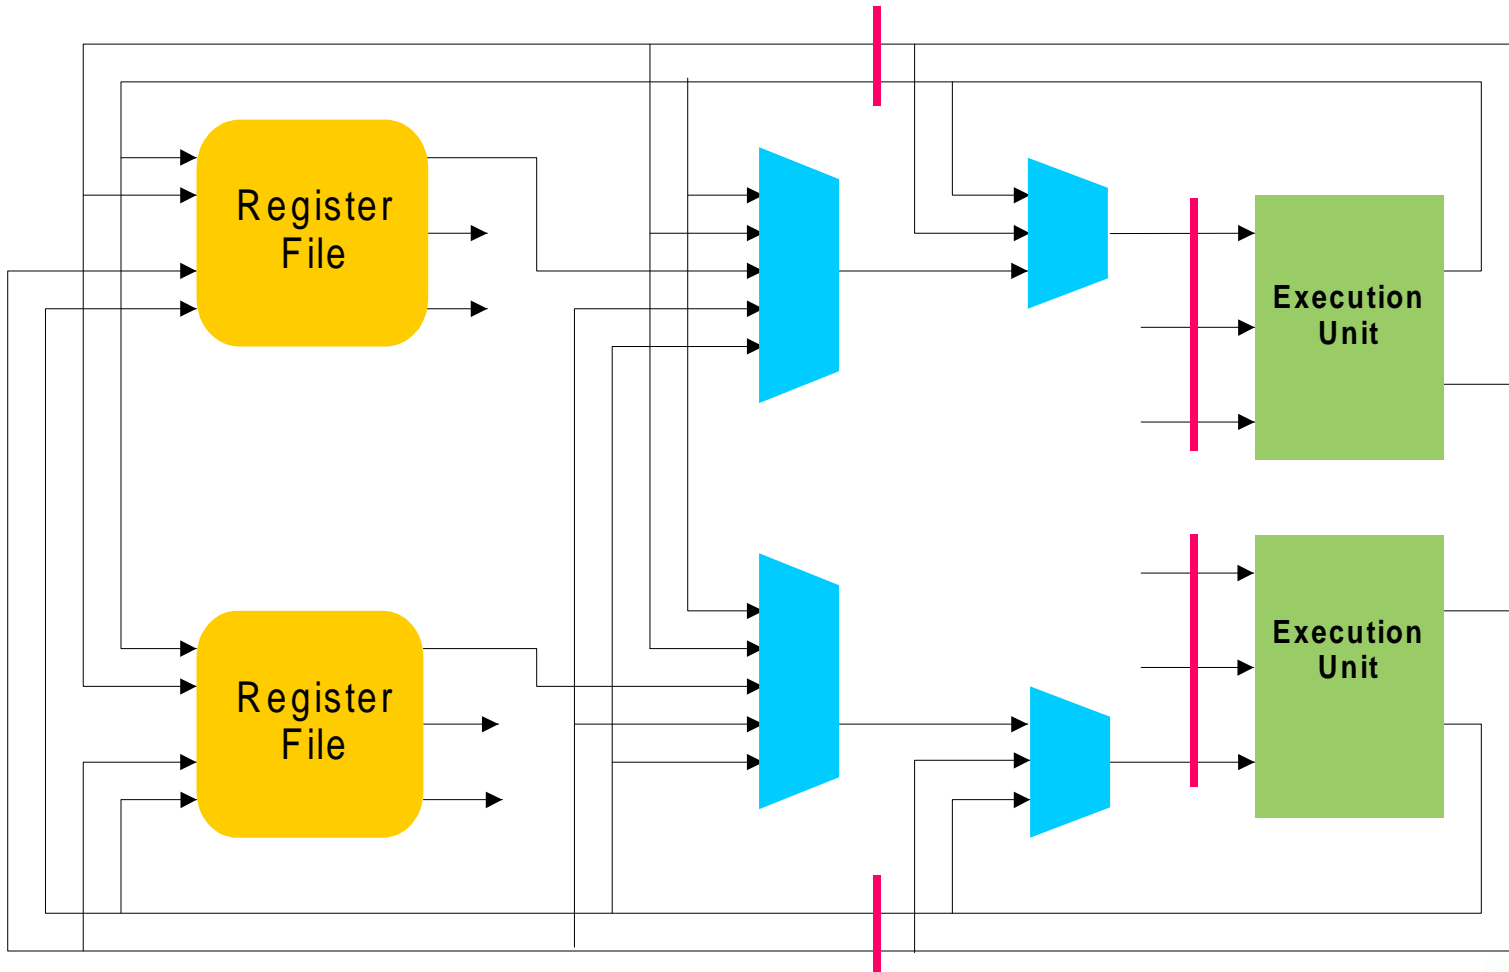 Register
File
Execution
Unit
Register
File
Execution
Unit